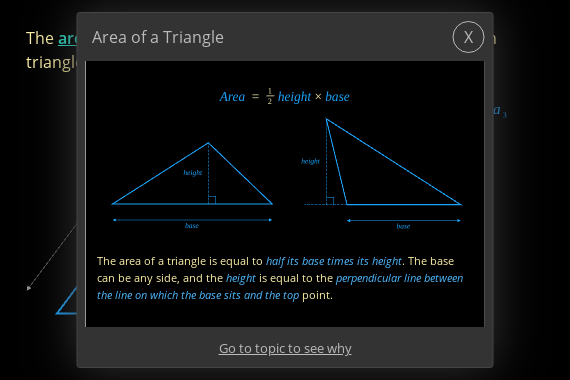 Area of a Triangle
X
The
triangle
Area = 1/2 height × base
height
base
height
base
The area of a triangle is equal to half its base times its height. The base
can be any side, and the height is equal to the perpendicular line between
the line on which the base sits and the top point.
Go to topic to see why